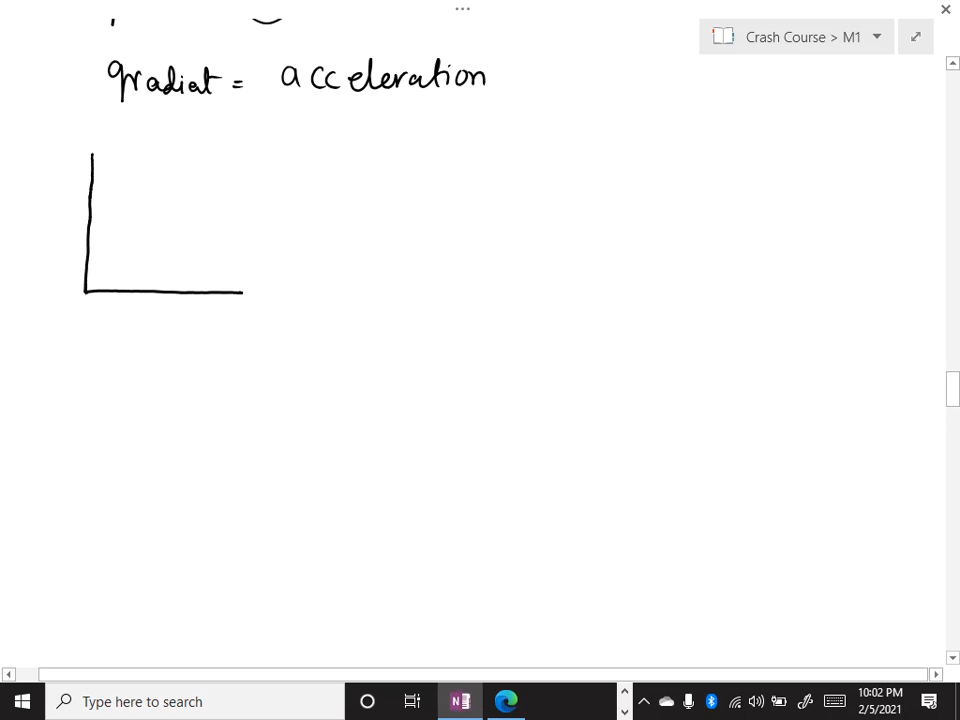 Crash Course > M1
gradiat = acceleration
Type here to search
10:02 PM
2/5/2021